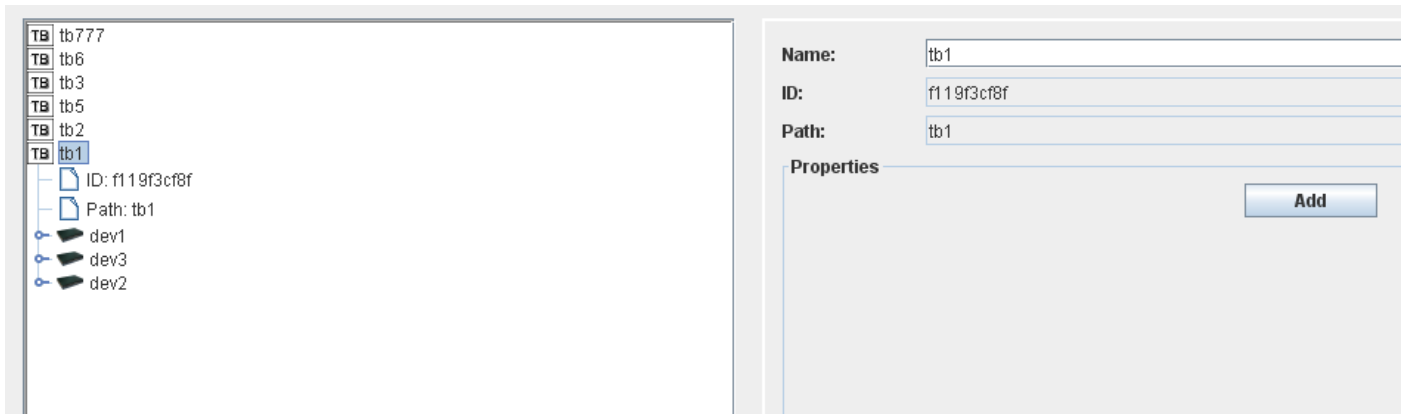 TB tb777
TB tb6
TB tb3
TB tb5
TB tb2
TB tb1
ID: f119f3cf8f
Path: tb1
dev1
dev3
dev2
Name: tb1
ID: f119f3cf8f
Path: tb1
Properties
Add